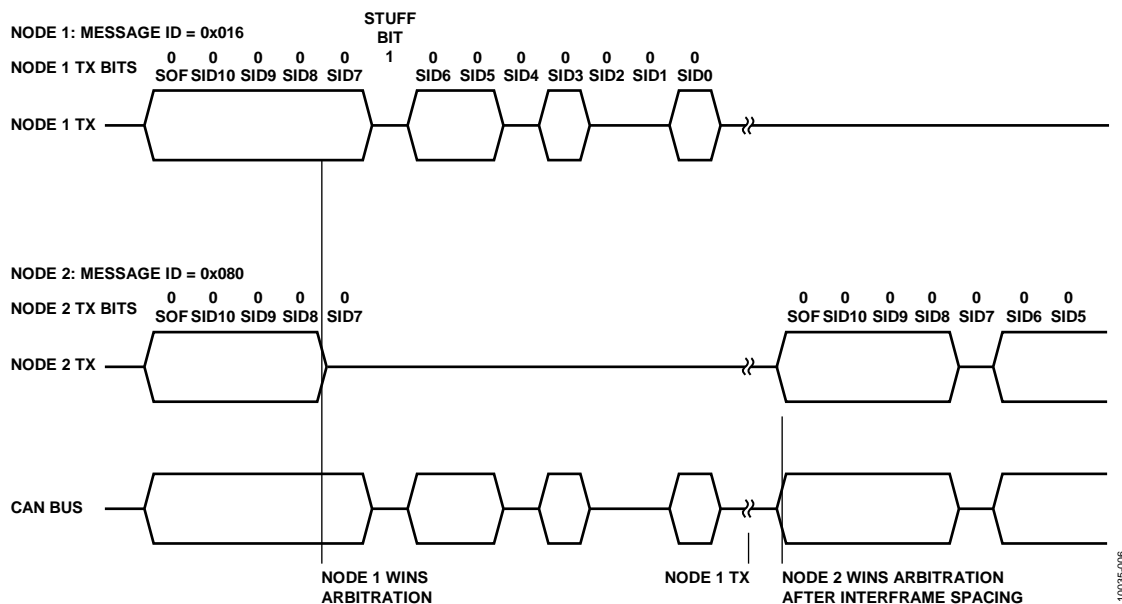 NODE 1: MESSAGE ID = 0x016
STUFF
BIT
1
NODE 1 TX BITS
0 0 0 0 0 0 0 0 0 0 0 0
SOF SID10 SID9 SID8 SID7 SID6 SID5 SID4 SID3 SID2 SID1 SID0
NODE 1 TX
NODE 2: MESSAGE ID = 0x080
NODE 2 TX BITS
0 0 0 0 0 0 0 0 0 0 0 0
SOF SID10 SID9 SID8 SID7 SOF SID10 SID9 SID8 SID7 SID6 SID5
NODE 2 TX
CAN BUS
NODE 1 WINS
ARBITRATION
NODE 1 TX
NODE 2 WINS ARBITRATION
AFTER INTERFRAME SPACING
10035-006